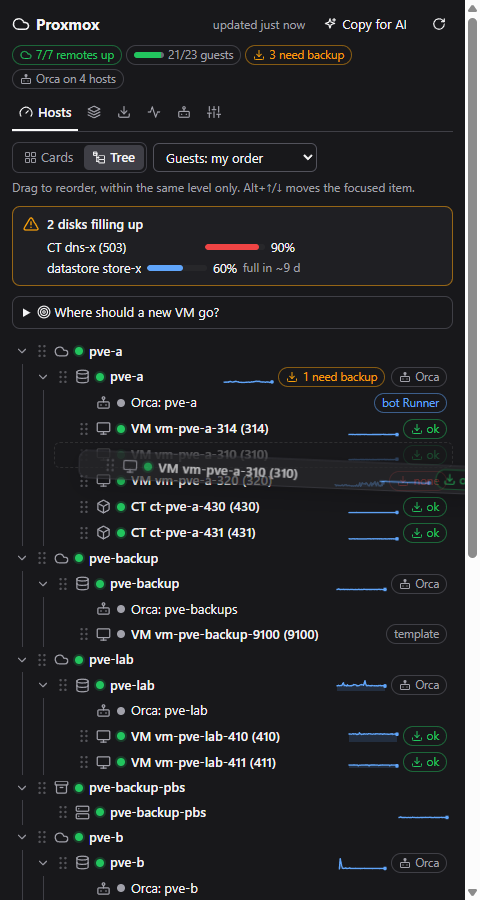 Proxmox updated just now Copy for AI
7/7 remotes up 21/23 guests 3 need backup
Orca on 4 hosts
Hosts
Cards Tree Guests: my order
Drag to reorder, within the same level only. Alt+↑/↓ moves the focused item.
2 disks filling up
CT dns-x (503) 90%
datastore store-x 60% full in ~9 d
Where should a new VM go?
pve-a
pve-a 1 need backup Orca
Orca: pve-a bot Runner
VM vm-pve-a-314 (314) ok
VM vm-pve-a-310 (310) ok
VM vm-pve-a-310 (310)
VM vm-pve-a-320 (320)
CT ct-pve-a-430 (430) ok
CT ct-pve-a-431 (431) ok
pve-backup
pve-backup Orca
Orca: pve-backups
VM vm-pve-backup-9100 (9100) template
pve-lab
pve-lab Orca
Orca: pve-lab
VM vm-pve-lab-410 (410) ok
VM vm-pve-lab-411 (411) ok
pve-backup-pbs
pve-backup-pbs
pve-b
pve-b Orca
Orca: pve-b